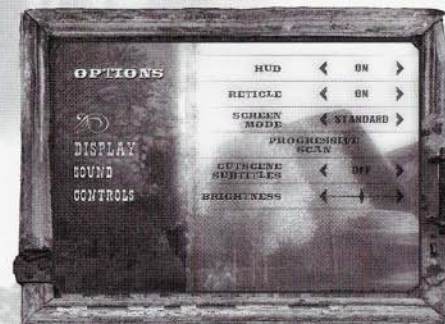 OPTIONS
DISPLAY
SOUND
CONTROLS
HUD ON
RETICLE ON
SCREEN
MODE STANDARD
PROGRESSIVE
SCAN
CUTSCENE
SUBTITLES OFF
BRIGHTNESS